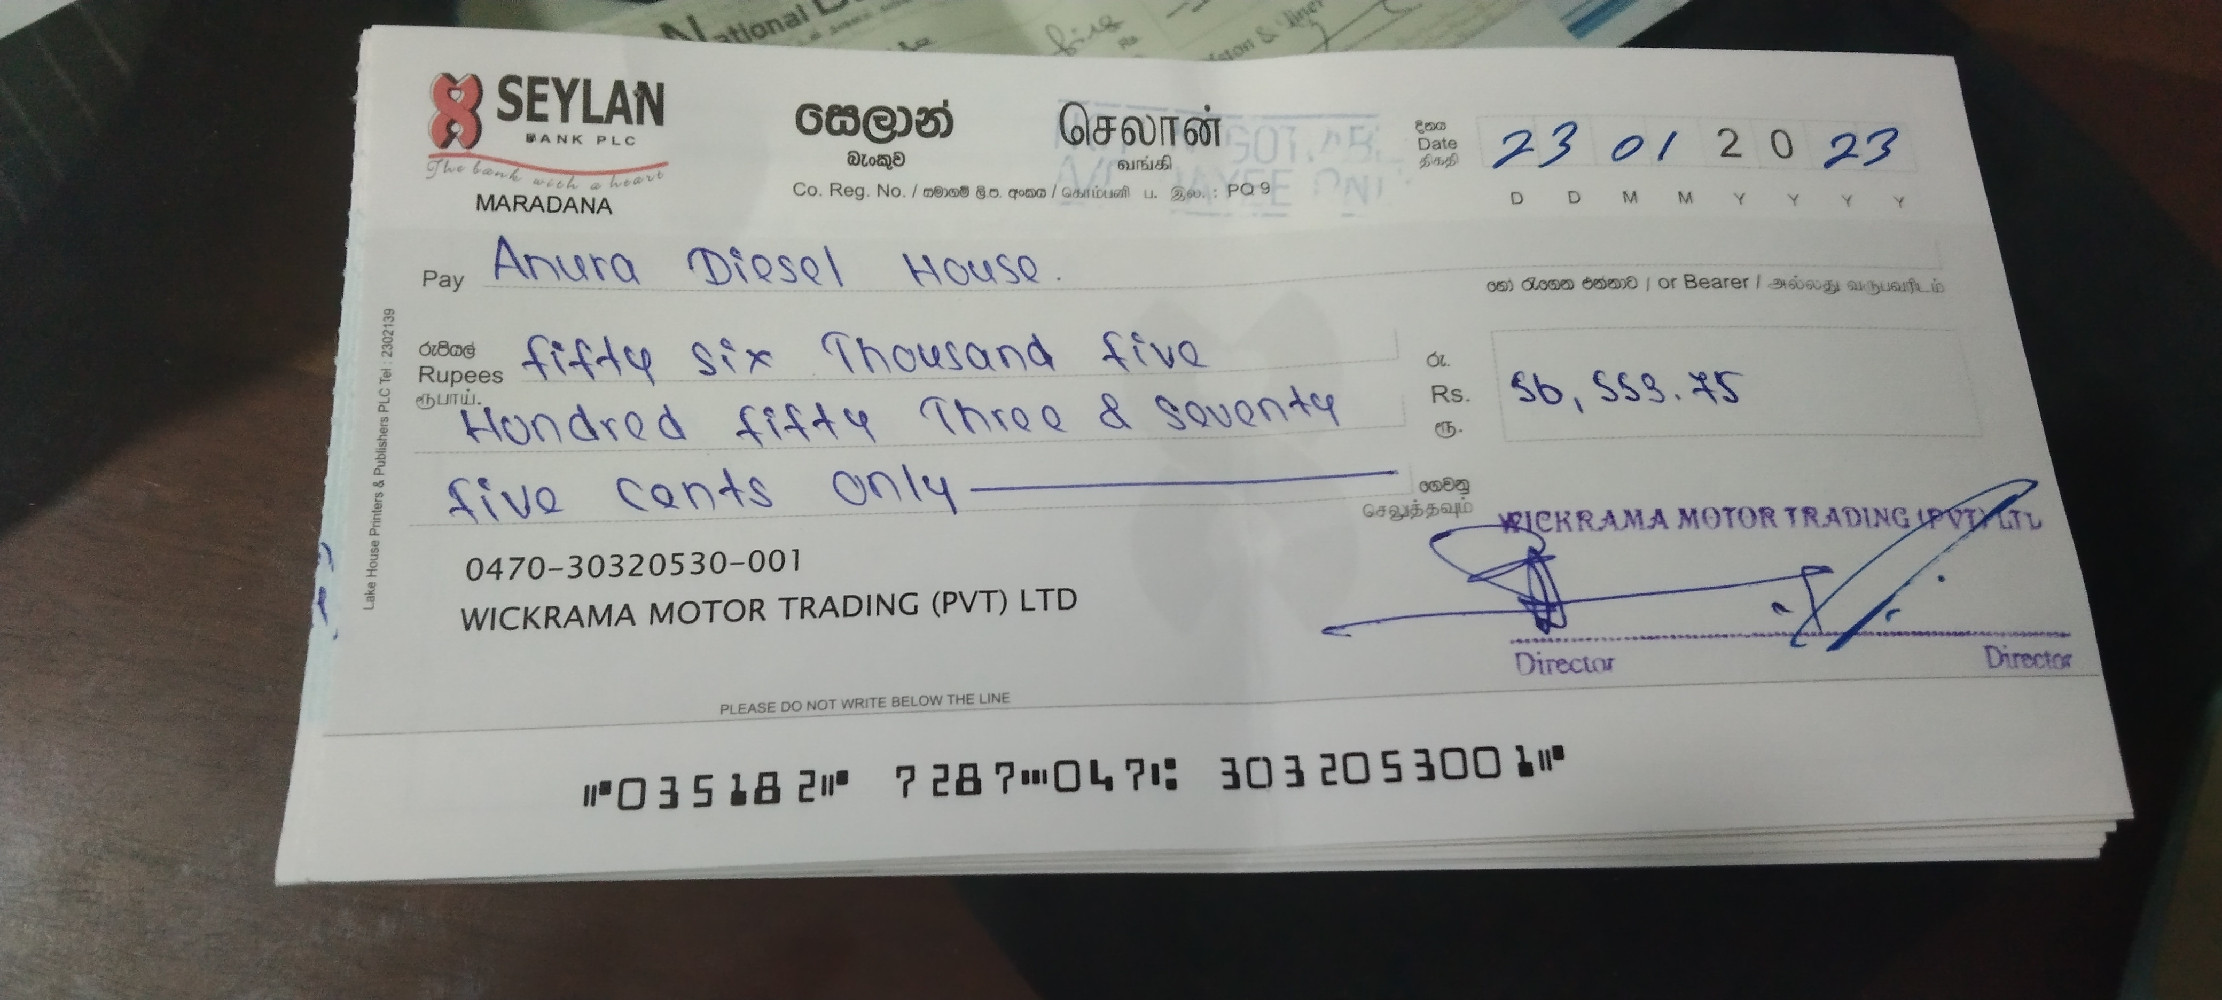 National
SEYLAN
BANK PLC
The bank with a heart
MARADANA
සෙලාන්
බැංකුව
செலான்
வங்கி
Co. Reg. No. / සමාගම් ලි.ප. අංකය / கொம்பனி ப. இல. : PQ 9
දිනය
Date
திகதி
23 01 2023
D D M M Y Y Y Y
Pay Anura Diesel House.
හෝ රැගෙන එන්නාට / or Bearer / அல்லது வருபவரிடம்
රුපියල්
Rupees
ரூபாய்.
fifty six Thousand five
Hondred fifty Three & seventy
five cents only
රු.
Rs. 56,553.75
ரூ.
ගෙවනු
செலுத்தவும்
Lake House Printers & Publishers PLC Tel : 2302139
0470-30320530-001
WICKRAMA MOTOR TRADING (PVT) LTD
WICKRAMA MOTOR TRADING (PVT) LTD
Director Director
PLEASE DO NOT WRITE BELOW THE LINE
⑈035182⑈ 7287⑉047⑆ 303205300 1⑈